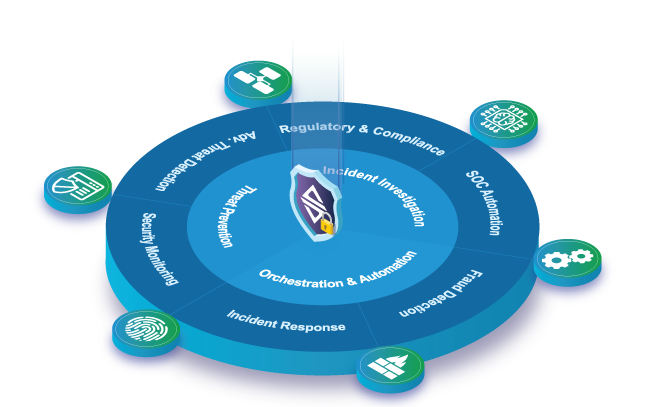 Regulatory & Compliance
SOC Automation
Fraud Detection
Incident Response
Security Monitoring
Adv. Threat Detection
Incident Investigation
Orchestration & Automation
Threat Prevention